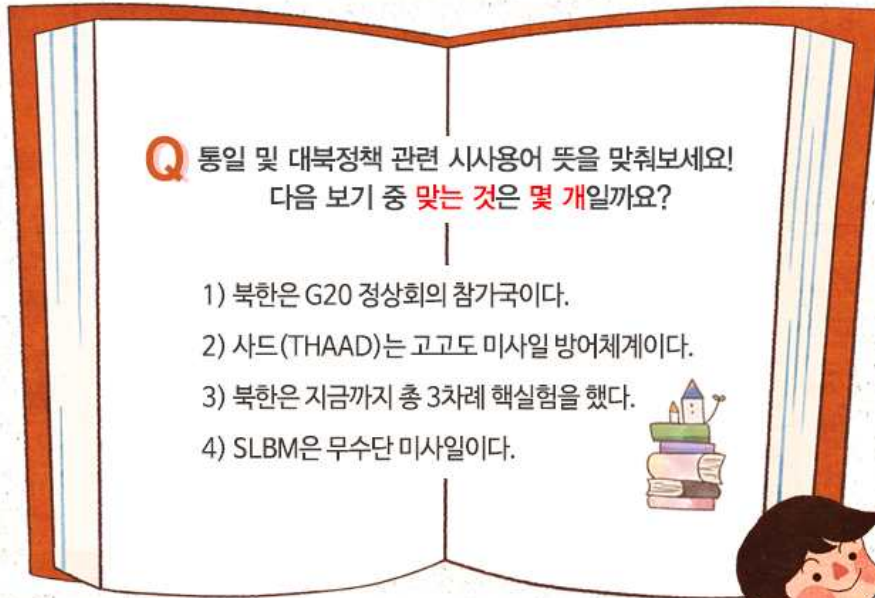 Q 통일 및 대북정책 관련 시사용어 뜻을 맞춰보세요!
다음 보기 중 맞는 것은 몇 개일까요?
1) 북한은 G20 정상회의 참가국이다.
2) 사드(THAAD)는 고고도 미사일 방어체계이다.
3) 북한은 지금까지 총 3차례 핵실험을 했다.
4) SLBM은 무수단 미사일이다.